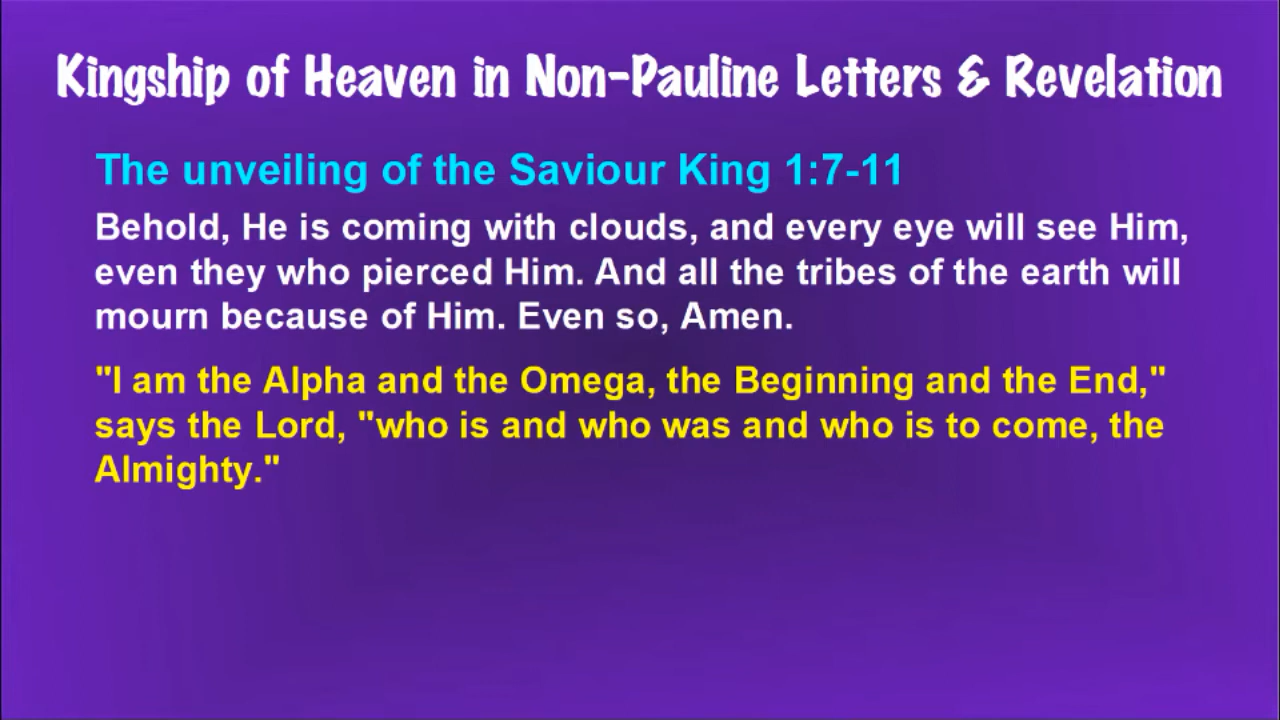 Kingship of Heaven in Non-Pauline Letters & Revelation
The unveiling of the Saviour King 1:7-11
Behold, He is coming with clouds, and every eye will see Him,
even they who pierced Him. And all the tribes of the earth will
mourn because of Him. Even so, Amen.
"I am the Alpha and the Omega, the Beginning and the End,"
says the Lord, "who is and who was and who is to come, the
Almighty."